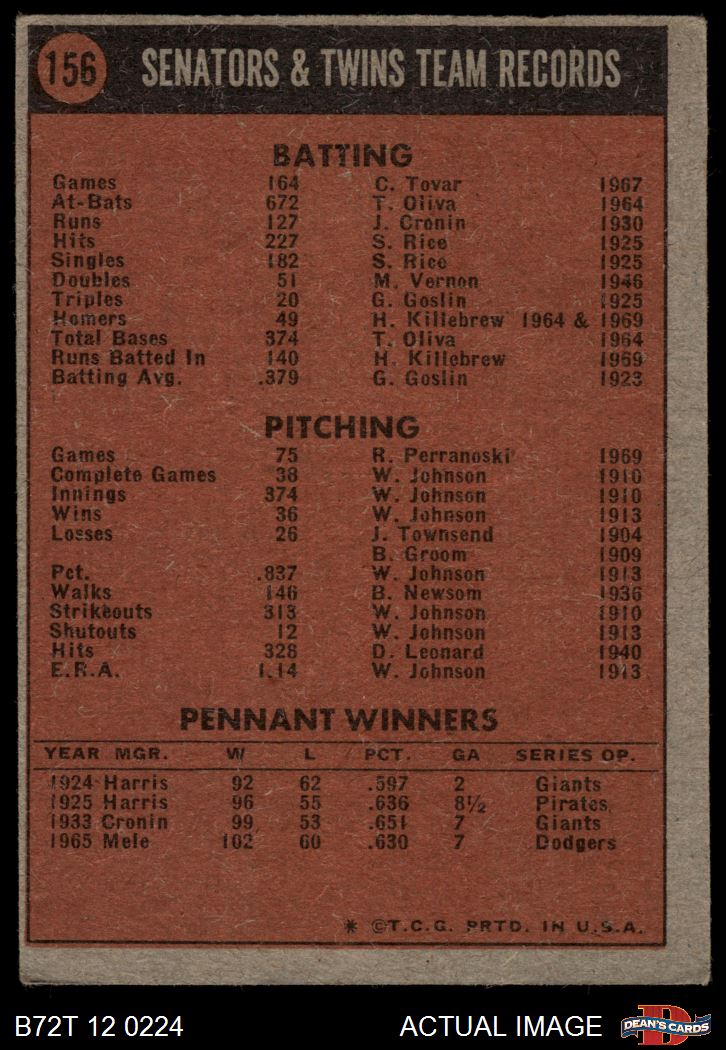 156 SENATORS & TWINS TEAM RECORDS
BATTING
Games 164 C. Tovar 1967
At-Bats 672 T. Oliva 1964
Runs 127 J. Cronin 1930
Hits 227 S. Rice 1925
Singles 182 S. Rice 1925
Doubles 51 M. Vernon 1946
Triples 20 G. Goslin 1925
Homers 49 H. Killebrew 1964 & 1969
Total Bases 374 T. Oliva 1964
Runs Batted In 140 H. Killebrew 1969
Batting Avg. .379 G. Goslin 1923
PITCHING
Games 75 R. Perranoski 1969
Complete Games 38 W. Johnson 1910
Innings 374 W. Johnson 1910
Wins 36 W. Johnson 1913
Losses 26 J. Townsend 1904
B. Groom 1909
Pct. .837 W. Johnson 1913
Walks 146 B. Newsom 1936
Strikeouts 313 W. Johnson 1910
Shutouts 12 W. Johnson 1913
Hits 328 D. Leonard 1940
E.R.A. 1.14 W. Johnson 1913
PENNANT WINNERS
YEAR MGR. W L PCT. GA SERIES OP.
1924 Harris 92 62 .597 2 Giants
1925 Harris 96 55 .636 8½ Pirates
1933 Cronin 99 53 .651 7 Giants
1965 Mele 102 60 .630 7 Dodgers
* ©T.C.G. PRTD. IN U.S.A.
B72T 12 0224 ACTUAL IMAGE D DEAN'S CARDS